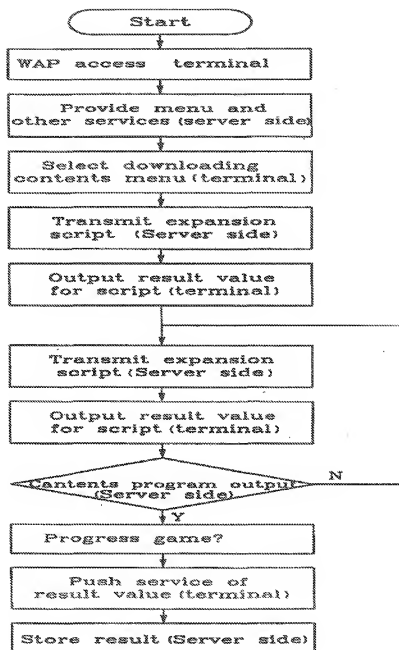 Start
WAP access terminal
Provide menu and
other services (server side)
Select downloading
contents menu (terminal)
Transmit expansion
script (Server side)
Output result value
for script (terminal)
Transmit expansion
script (Server side)
Output result value
for script (terminal)
Contents program output
(Server side)
N
Y
Progress game?
Push service of
result value (terminal)
Store result (Server side)